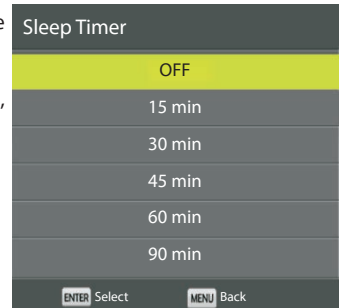 e
Sleep Timer
OFF
,
15 min
30 min
45 min
60 min
90 min
ENTER Select MENU Back